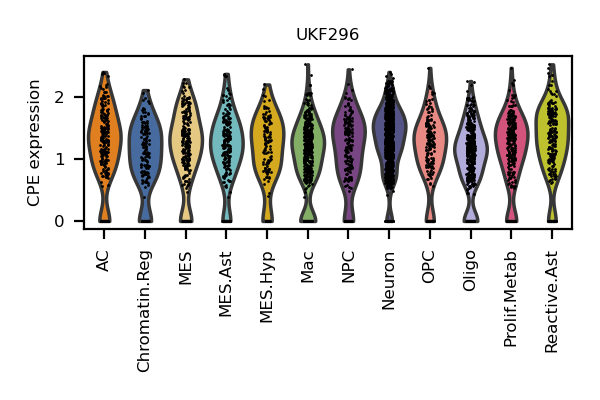 UKF296
CPE expression
2
1
0
AC
Chromatin.Reg
MES
MES.Ast
MES.Hyp
Mac
NPC
Neuron
OPC
Oligo
Prolif.Metab
Reactive.Ast